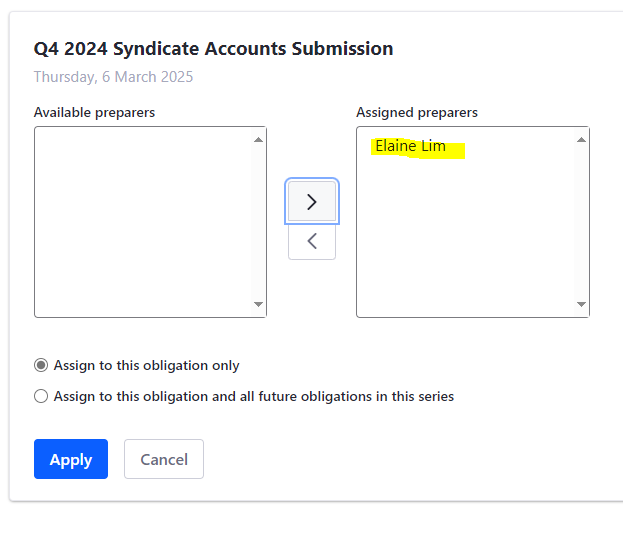 Q4 2024 Syndicate Accounts Submission
Thursday, 6 March 2025
Available preparers
Assigned preparers
Elaine Lim
Assign to this obligation only
Assign to this obligation and all future obligations in this series
Apply
Cancel